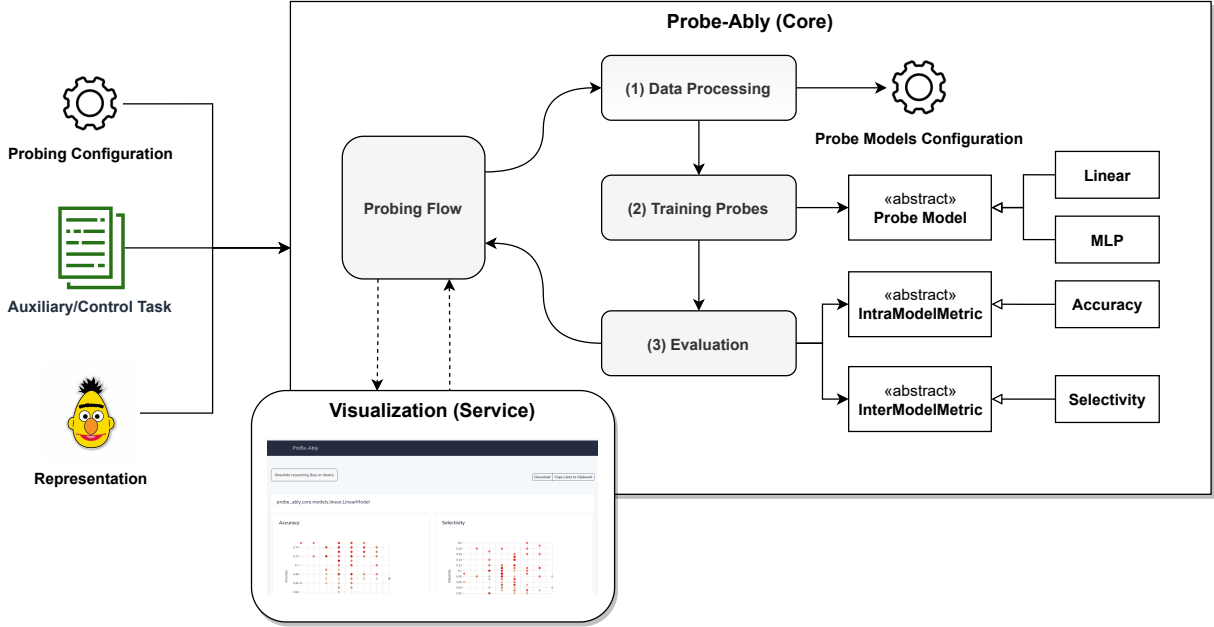 Probe-Ably (Core)
Probing Configuration
Auxiliary/Control Task
Representation
Probing Flow
(1) Data Processing
(2) Training Probes
(3) Evaluation
Probe Models Configuration
«abstract»
Probe Model
Linear
MLP
«abstract»
IntraModelMetric
Accuracy
«abstract»
InterModelMetric
Selectivity
Visualization (Service)
ProBe-Ably
Download
Copy Latex to Clipboard
probe_ably.core.models.linear.LinearModel
Accuracy
Selectivity
Accuracy
Selectivity